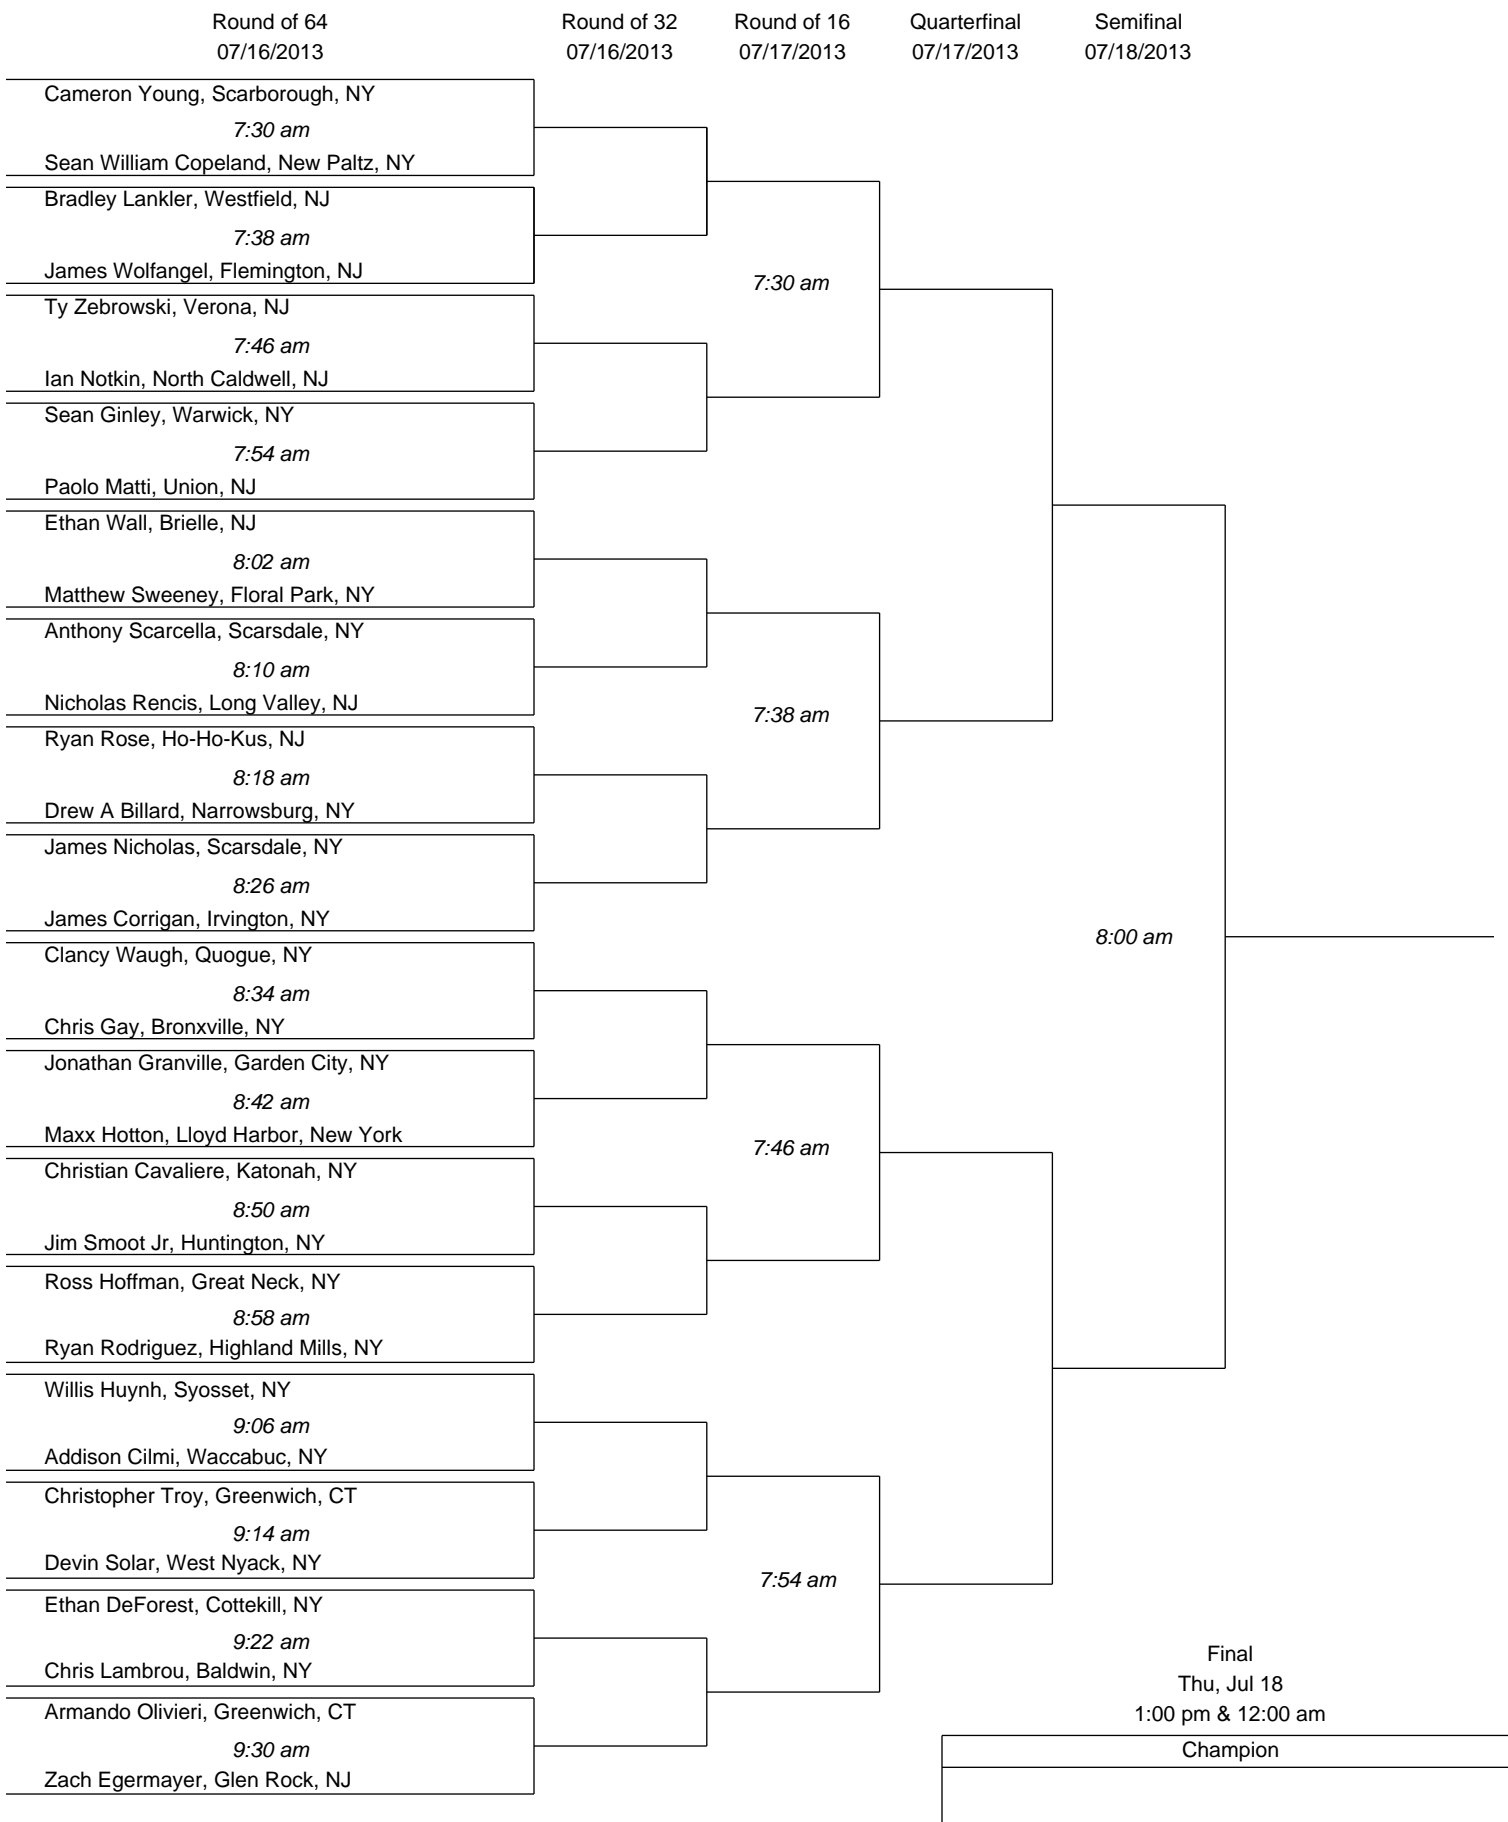 Round of 64 Round of 32 Round of 16 Quarterfinal Semifinal
07/16/2013 07/16/2013 07/17/2013 07/17/2013 07/18/2013
Cameron Young, Scarborough, NY
7:30 am
Sean William Copeland, New Paltz, NY
Bradley Lankler, Westfield, NJ
7:38 am
James Wolfangel, Flemington, NJ
7:30 am
Ty Zebrowski, Verona, NJ
7:46 am
Ian Notkin, North Caldwell, NJ
Sean Ginley, Warwick, NY
7:54 am
Paolo Matti, Union, NJ
Ethan Wall, Brielle, NJ
8:02 am
Matthew Sweeney, Floral Park, NY
Anthony Scarcella, Scarsdale, NY
8:10 am
Nicholas Rencis, Long Valley, NJ
7:38 am
Ryan Rose, Ho-Ho-Kus, NJ
8:18 am
Drew A Billard, Narrowsburg, NY
James Nicholas, Scarsdale, NY
8:26 am
James Corrigan, Irvington, NY
8:00 am
Clancy Waugh, Quogue, NY
8:34 am
Chris Gay, Bronxville, NY
Jonathan Granville, Garden City, NY
8:42 am
Maxx Hotton, Lloyd Harbor, New York
7:46 am
Christian Cavaliere, Katonah, NY
8:50 am
Jim Smoot Jr, Huntington, NY
Ross Hoffman, Great Neck, NY
8:58 am
Ryan Rodriguez, Highland Mills, NY
Willis Huynh, Syosset, NY
9:06 am
Addison Cilmi, Waccabuc, NY
Christopher Troy, Greenwich, CT
9:14 am
Devin Solar, West Nyack, NY
7:54 am
Ethan DeForest, Cottekill, NY
9:22 am
Chris Lambrou, Baldwin, NY
Armando Olivieri, Greenwich, CT
9:30 am
Zach Egermayer, Glen Rock, NJ
Final
Thu, Jul 18
1:00 pm & 12:00 am
Champion